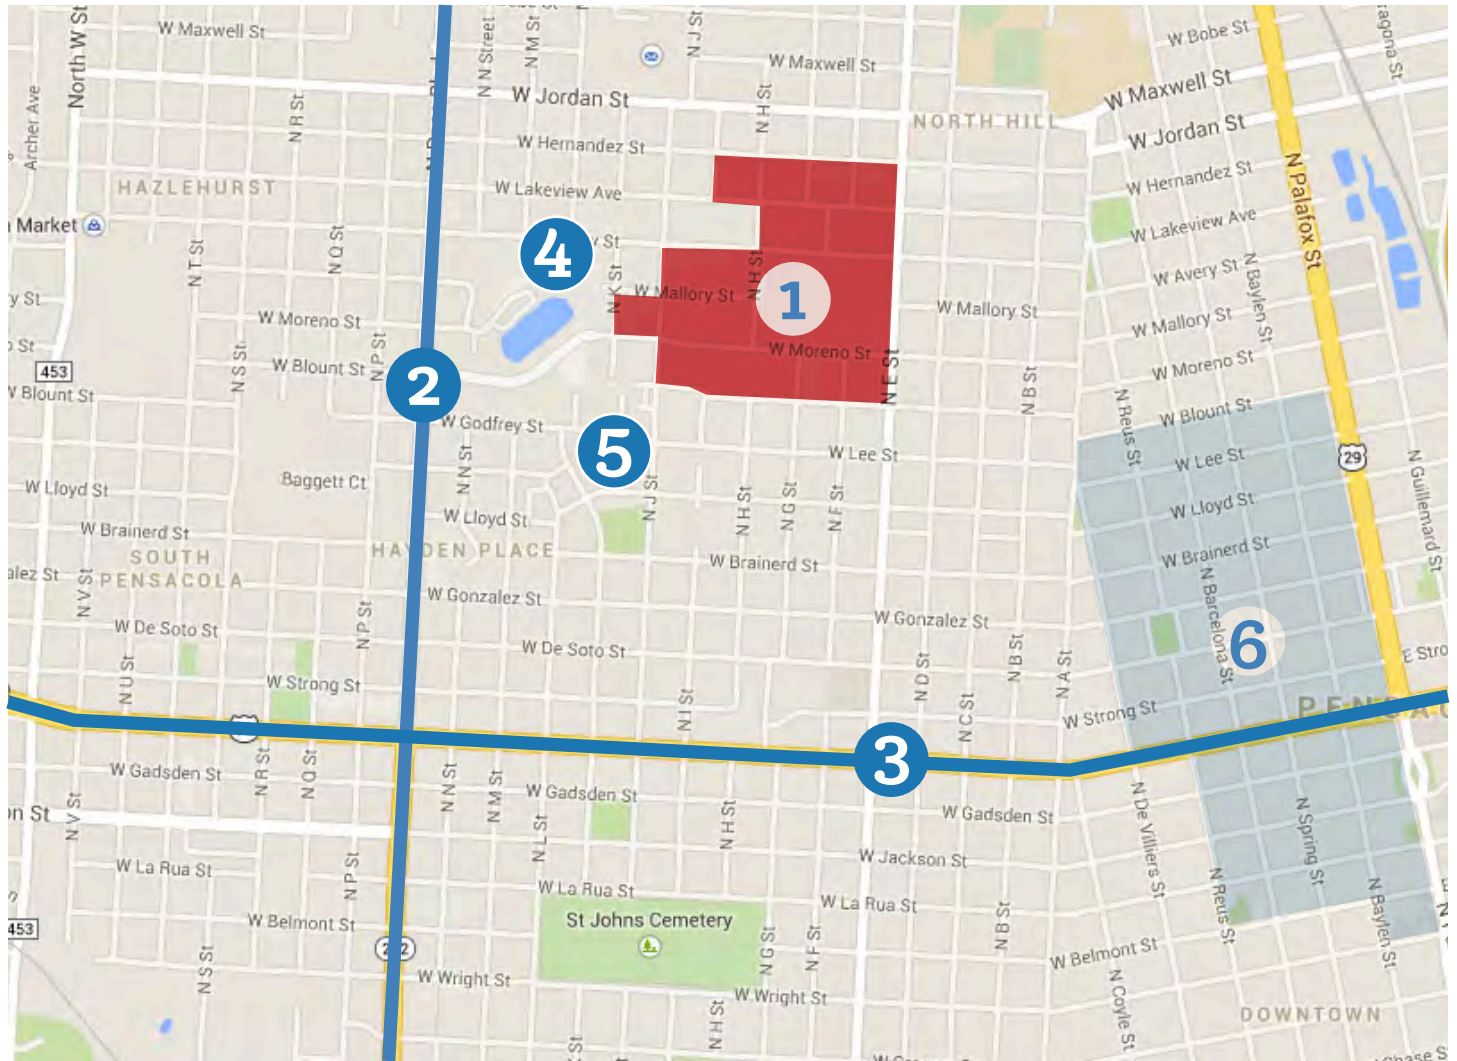 W Maxwell St
North W St
N N Street
N M St
N J St
W Maxwell St
W Bobe St
W Maxwell St
W Jordan St
N H St
NORTH HILL
W Jordan St
Archer Ave
N R St
W Hernandez St
W Hernandez St
N Palafox St
HAZLEHURST
W Lakeview Ave
W Lakeview Ave
Market
N T St
N Q St
4
N K St
W Mallory St
N H St
1
W Mallory St
W Avery St
N Baylen St
W Mallory St
W Moreno St
W Moreno St
W Moreno St
453
N S St
W Blount St
N P St
2
N E St
N B St
N Reus St
W Blount St
W Blount St
W Godfrey St
5
W Lee St
W Lee St
29
N Guillemard St
W Lloyd St
Baggett Ct
N N St
W Lloyd St
N J St
N H St
N G St
N F St
W Lloyd St
W Brainerd St
SOUTH
PENSACOLA
HAYDEN PLACE
W Brainerd St
W Brainerd St
N Barcelona St
6
N V St
W Gonzalez St
W Gonzalez St
W De Soto St
N P St
W De Soto St
N U St
W Strong St
N I St
N D St
N C St
N B St
N A St
W Strong St
3
W Gadsden St
N R St
N Q St
N N St
N M St
W Gadsden St
W Gadsden St
N V St
N L St
N H St
W Jackson St
N De Villiers St
N Spring St
W La Rua St
N P St
W La Rua St
W La Rua St
N Reus St
N Baylen St
453
W Belmont St
St Johns Cemetery
N G St
N F St
N B St
W Belmont St
N S St
W Wright St
W Wright St
N H St
N Coyle St
DOWNTOWN